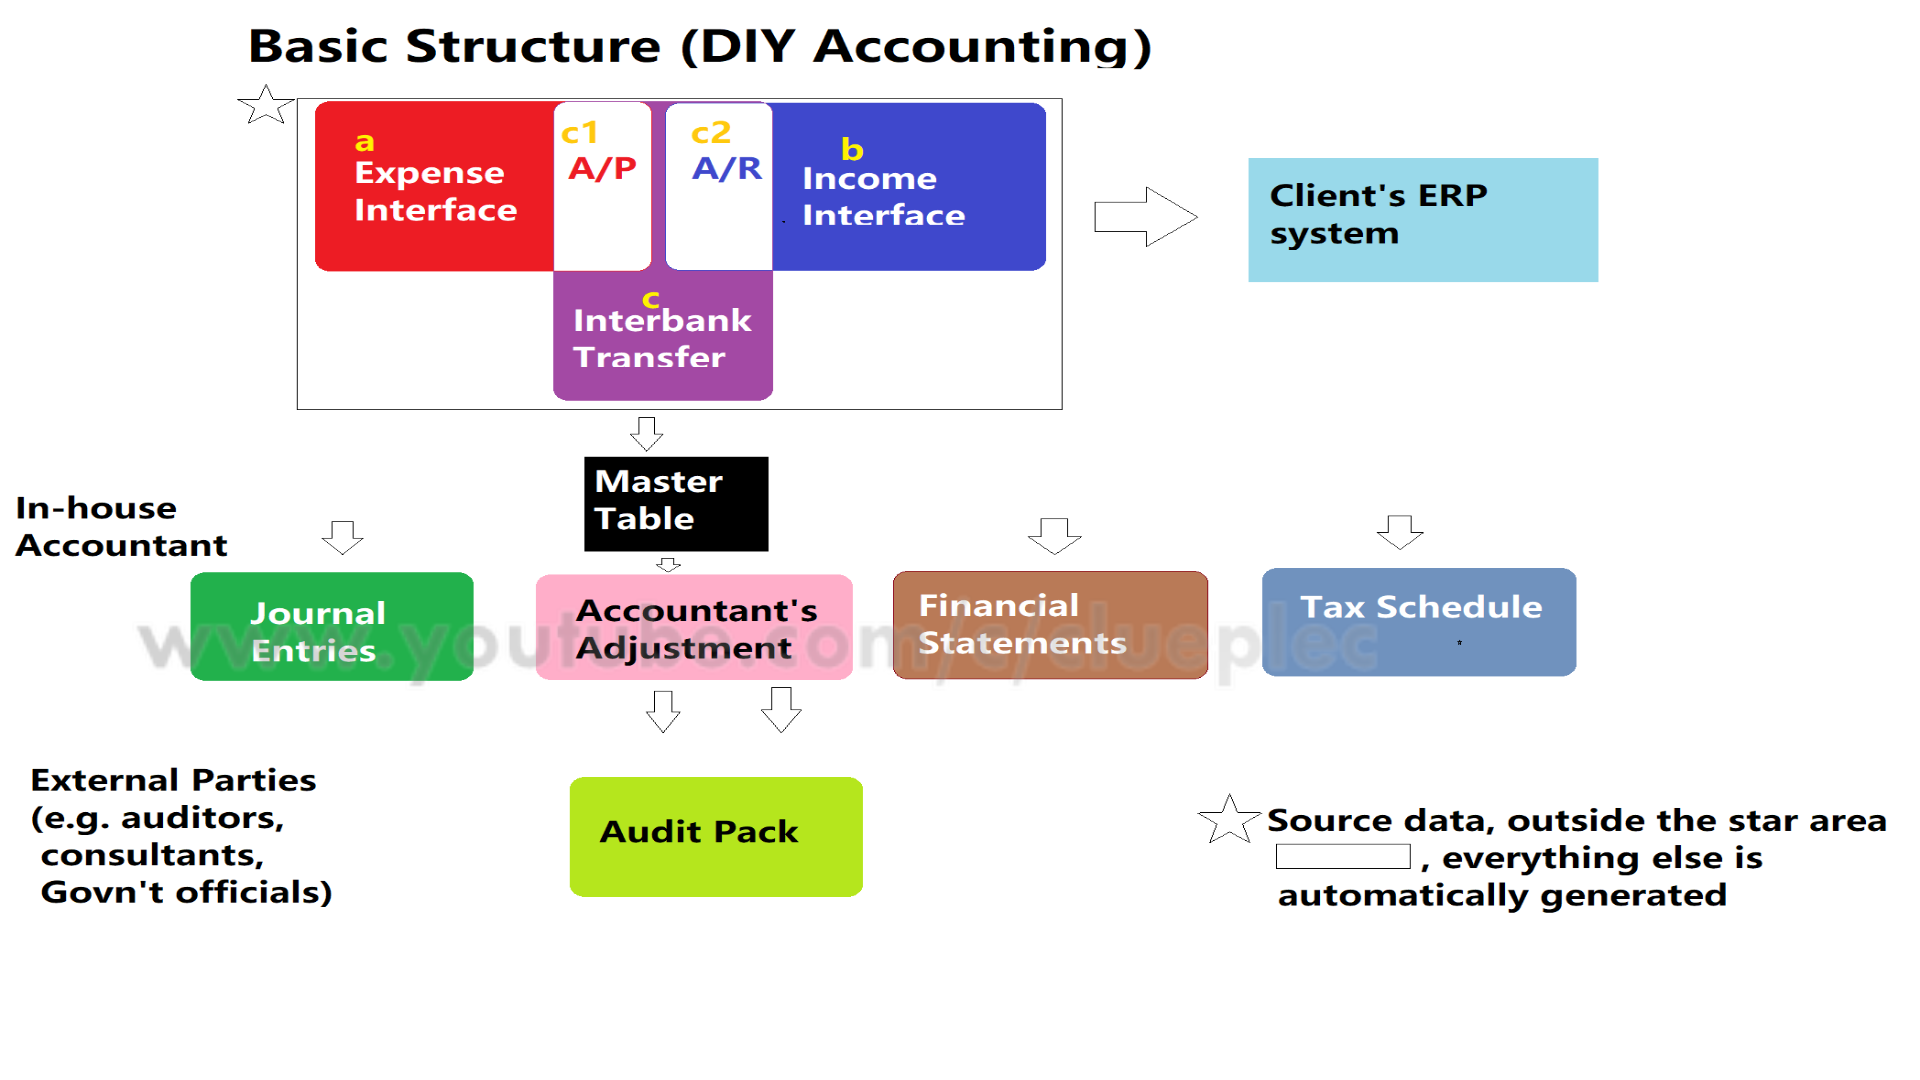 Basic Structure (DIY Accounting)
a
Expense
Interface
c1
A/P
c2
A/R
b
Income
Interface
c
Interbank
Transfer
Client's ERP
system
Master
Table
In-house
Accountant
Journal
Entries
Accountant's
Adjustment
Financial
Statements
Tax Schedule
www.youtube.com/c/clueplec
External Parties
(e.g. auditors,
consultants,
Govn't officials)
Audit Pack
Source data, outside the star area
, everything else is
automatically generated